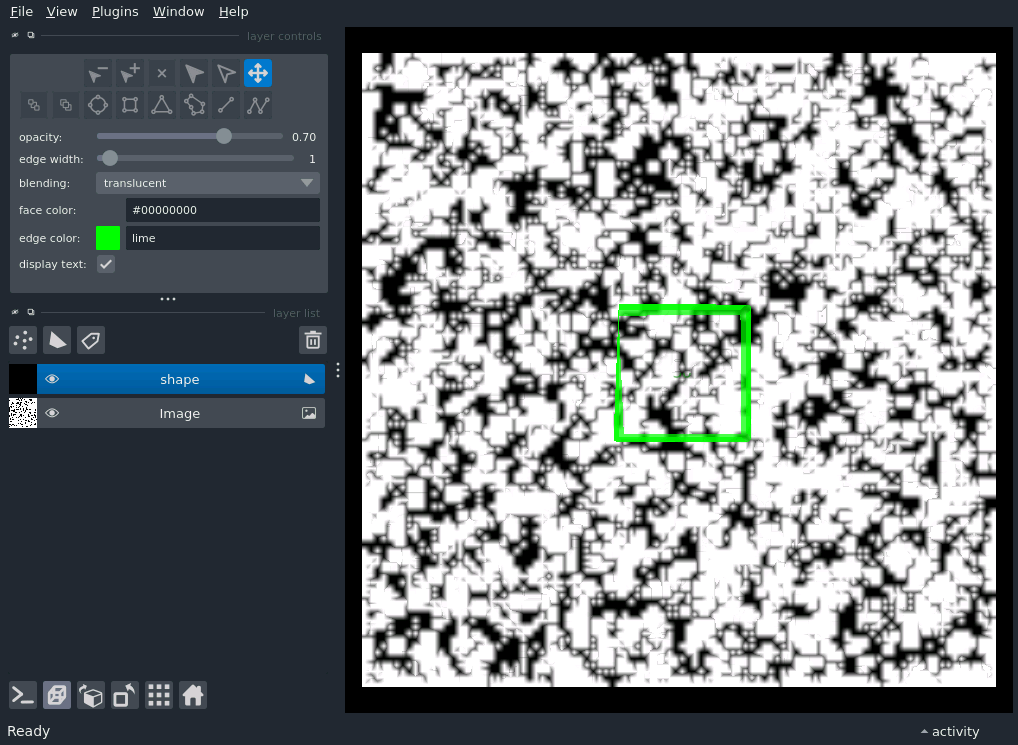 File View Plugins Window Help
layer controls
opacity: 0.70
edge width: 1
blending: translucent
face color: #00000000
edge color: lime
display text:
layer list
shape
Image
Ready
activity